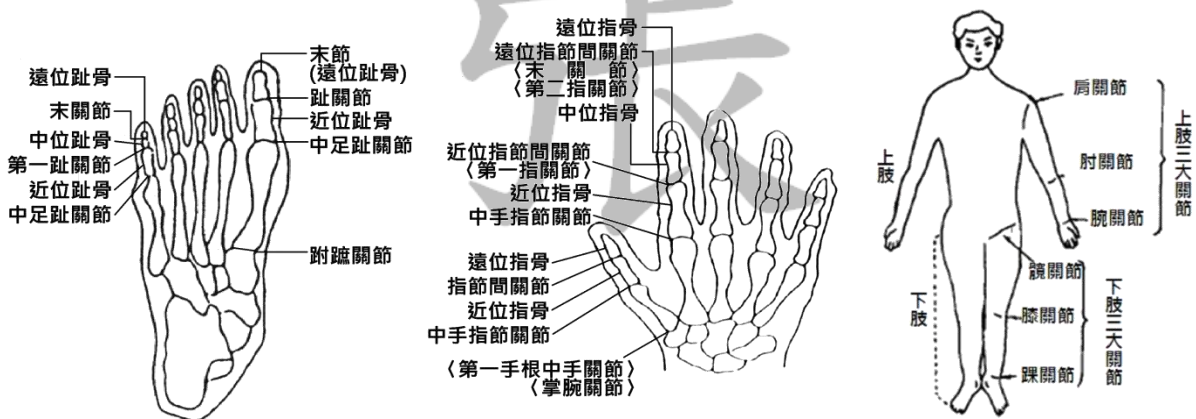 遠位趾骨
末關節
中位趾骨
第一趾關節
近位趾骨
中足趾關節
末節
(遠位趾骨)
趾關節
近位趾骨
中足趾關節
跗蹠關節
遠位指骨
遠位指節間關節
〈末關節〉
〈第二指關節〉
中位指骨
近位指節間關節
〈第一指關節〉
近位指骨
中手指節關節
遠位指骨
指節間關節
近位指骨
中手指節關節
〈第一手根中手關節〉
〈掌腕關節〉
張
上肢
下肢
肩關節
肘關節
腕關節
上肢三大關節
髖關節
膝關節
踝關節
下肢三大關節